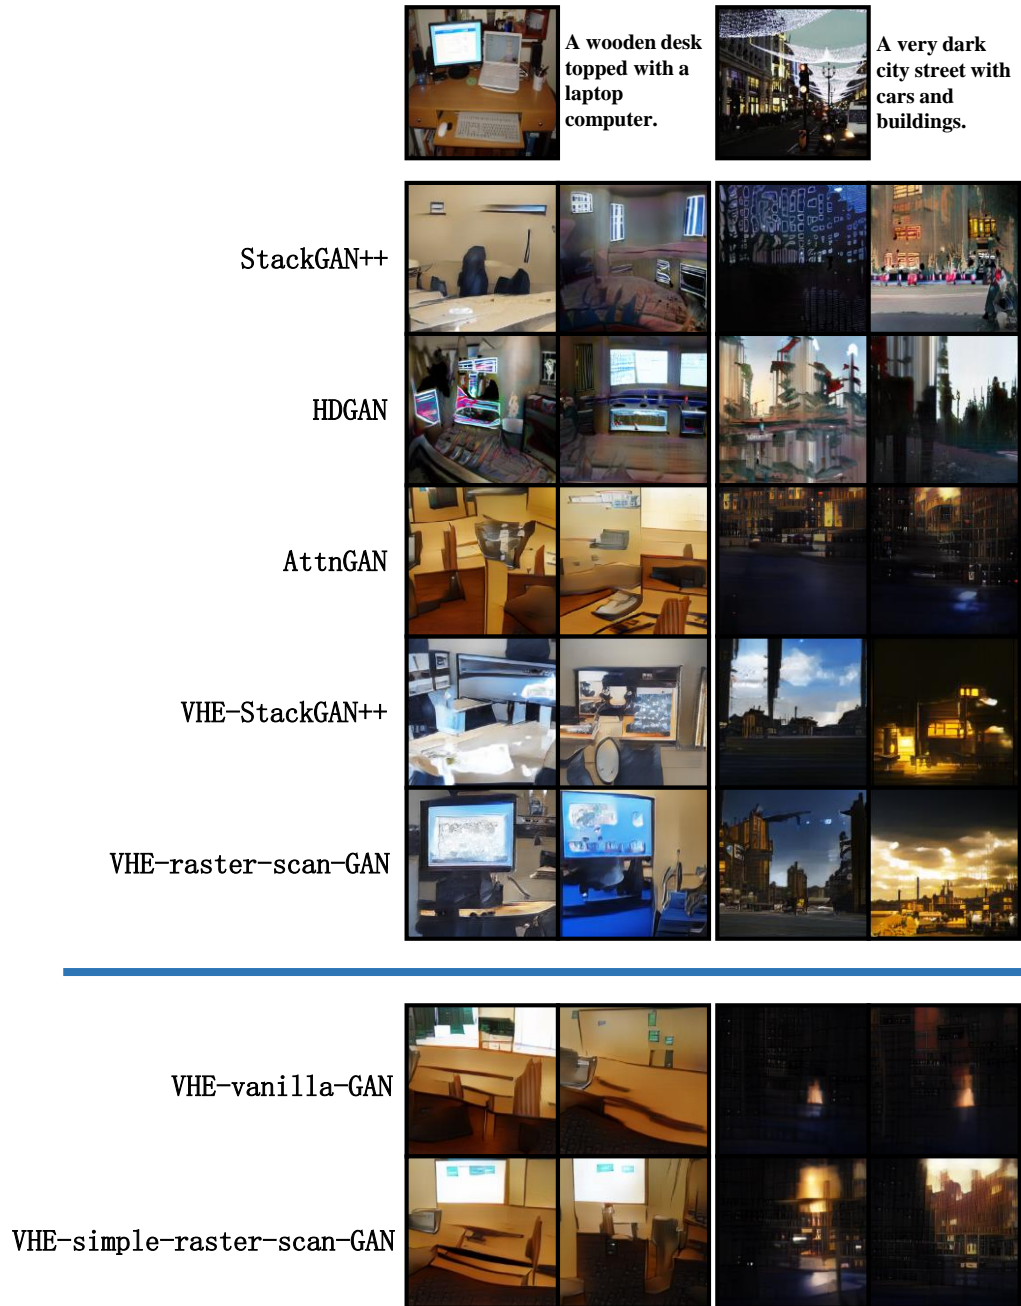 A wooden desk
topped with a
laptop
computer.
A very dark
city street with
cars and
buildings.
StackGAN++
HDGAN
AttnGAN
VHE-StackGAN++
VHE-raster-scan-GAN
VHE-vanilla-GAN
VHE-simple-raster-scan-GAN